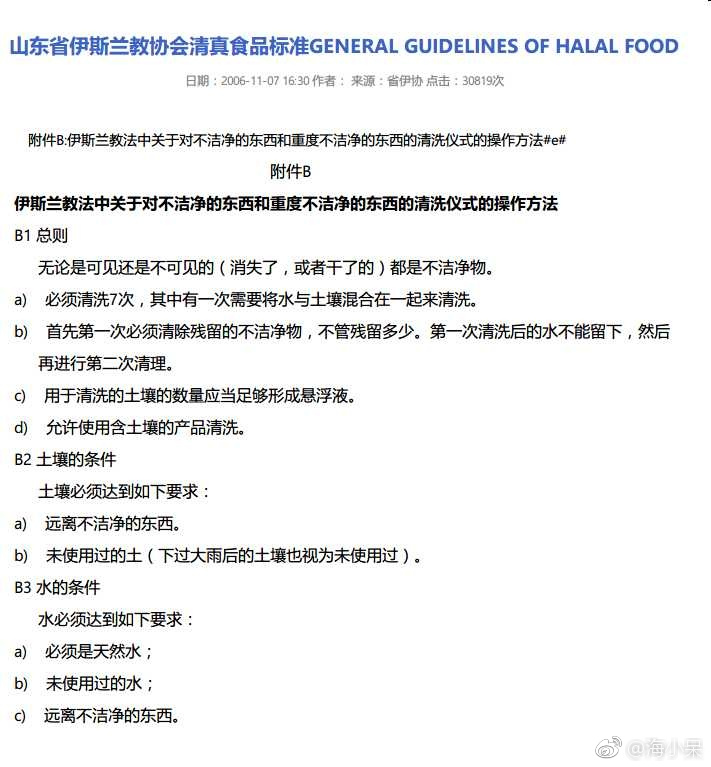 山东省伊斯兰教协会清真食品标准GENERAL GUIDELINES OF HALAL FOOD
日期：2006-11-07 16:30 作者： 来源：省伊协 点击：30819次
附件B:伊斯兰教法中关于对不洁净的东西和重度不洁净的东西的清洗仪式的操作方法#e#
附件B
伊斯兰教法中关于对不洁净的东西和重度不洁净的东西的清洗仪式的操作方法
B1 总则
无论是可见还是不可见的（消失了，或者干了的）都是不洁净物。
a) 必须清洗7次，其中有一次需要将水与土壤混合在一起来清洗。
b) 首先第一次必须清除残留的不洁净物，不管残留多少。第一次清洗后的水不能留下，然后
再进行第二次清理。
c) 用于清洗的土壤的数量应当足够形成悬浮液。
d) 允许使用含土壤的产品清洗。
B2 土壤的条件
土壤必须达到如下要求：
a) 远离不洁净的东西。
b) 未使用过的土（下过大雨后的土壤也视为未使用过）。
B3 水的条件
水必须达到如下要求：
a) 必须是天然水；
b) 未使用过的水；
c) 远离不洁净的东西。
@海小杲